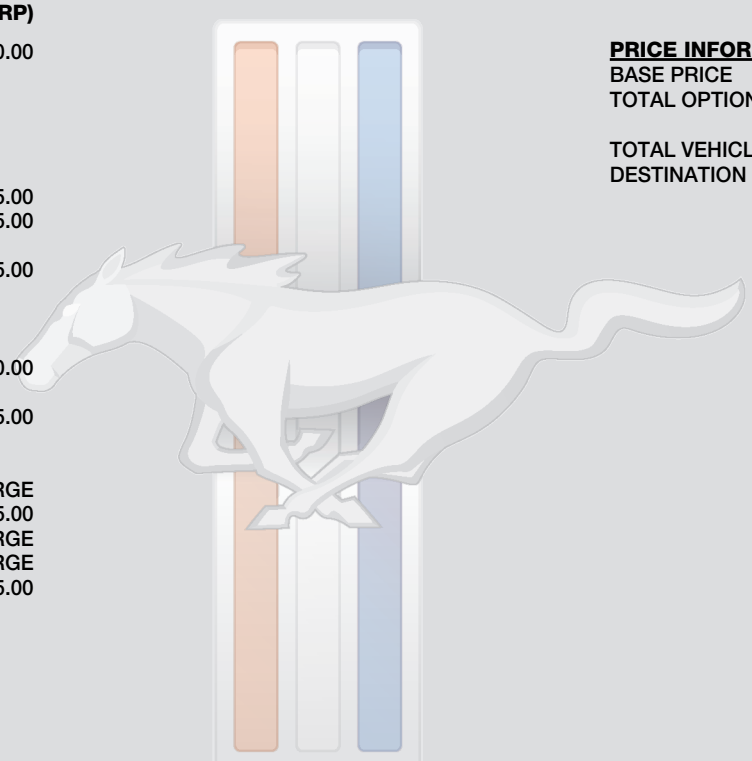 RP)
0.00
5.00
5.00
5.00
0.00
5.00
RGE
5.00
RGE
RGE
5.00
PRICE INFOR
BASE PRICE
TOTAL OPTION
TOTAL VEHICL
DESTINATION